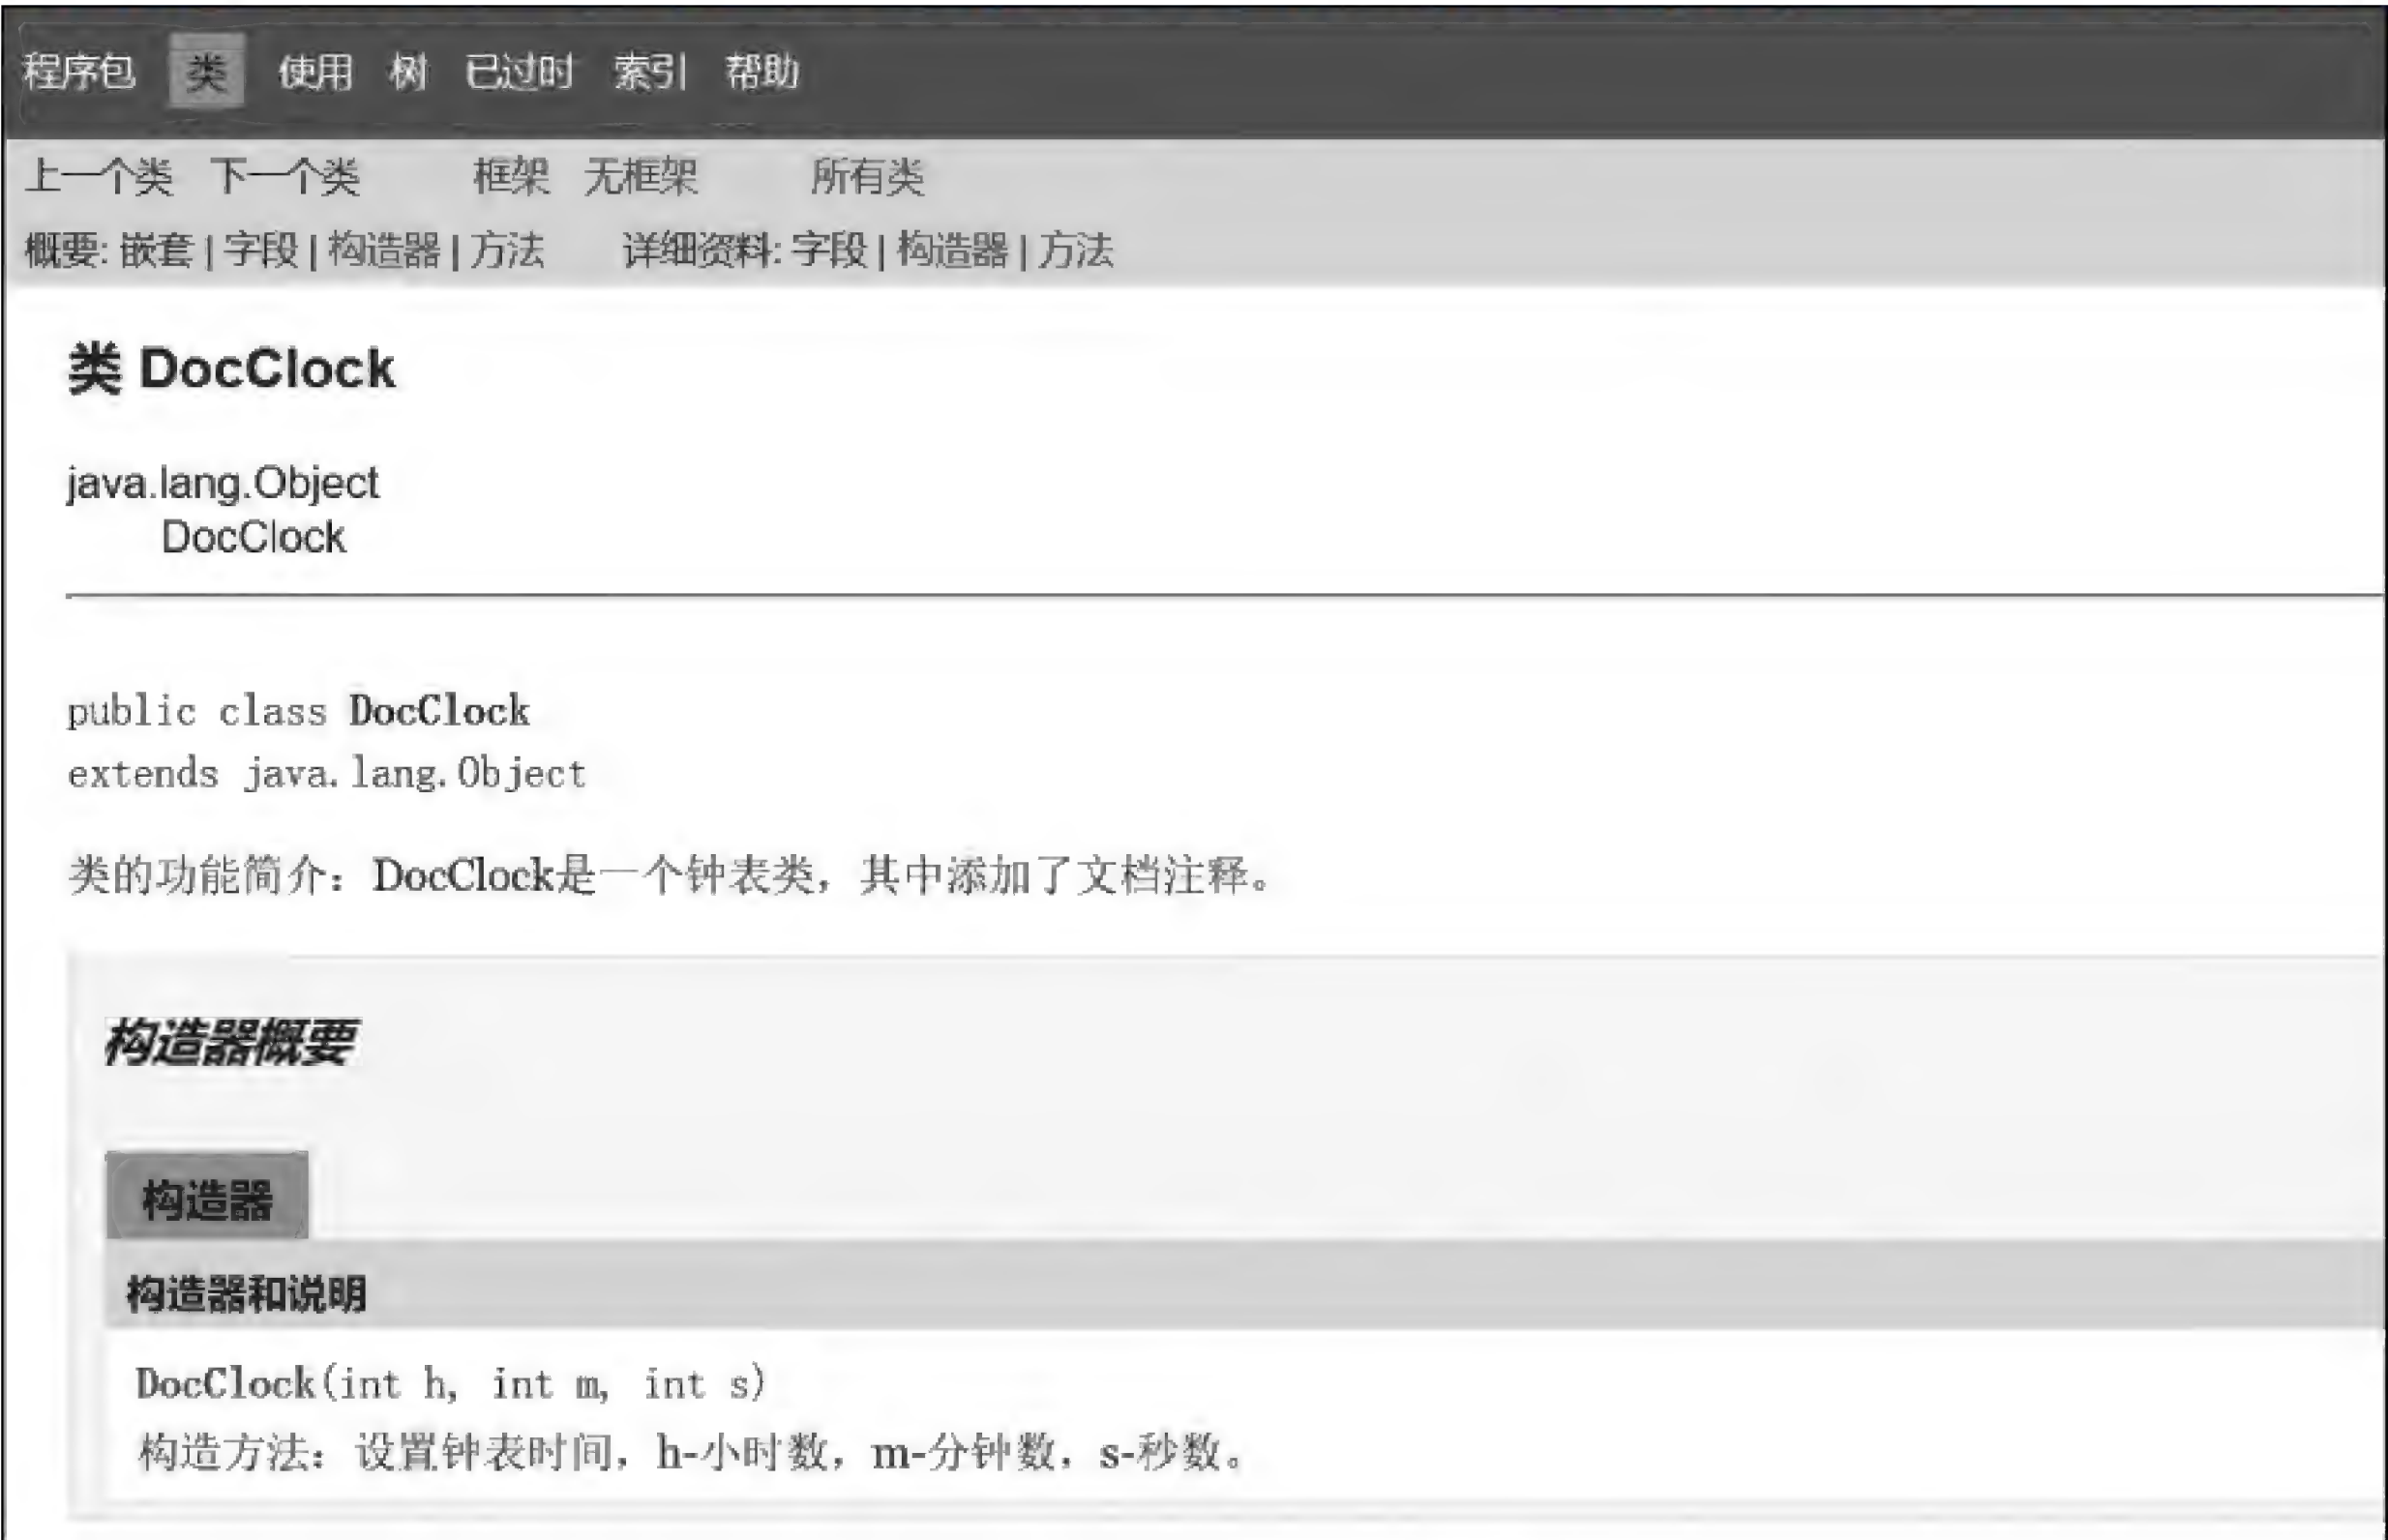 程序包 类 使用 树 已过时 索引 帮助
上一个类 下一个类 框架 无框架 所有类
概要: 嵌套 | 字段 | 构造器 | 方法 详细资料: 字段 | 构造器 | 方法
类 DocClock
java.lang.Object
DocClock
public class DocClock
extends java.lang.Object
类的功能简介：DocClock是一个钟表类，其中添加了文档注释。
构造器概要
构造器
构造器和说明
DocClock(int h, int m, int s)
构造方法：设置钟表时间，h-小时数，m-分钟数，s-秒数。